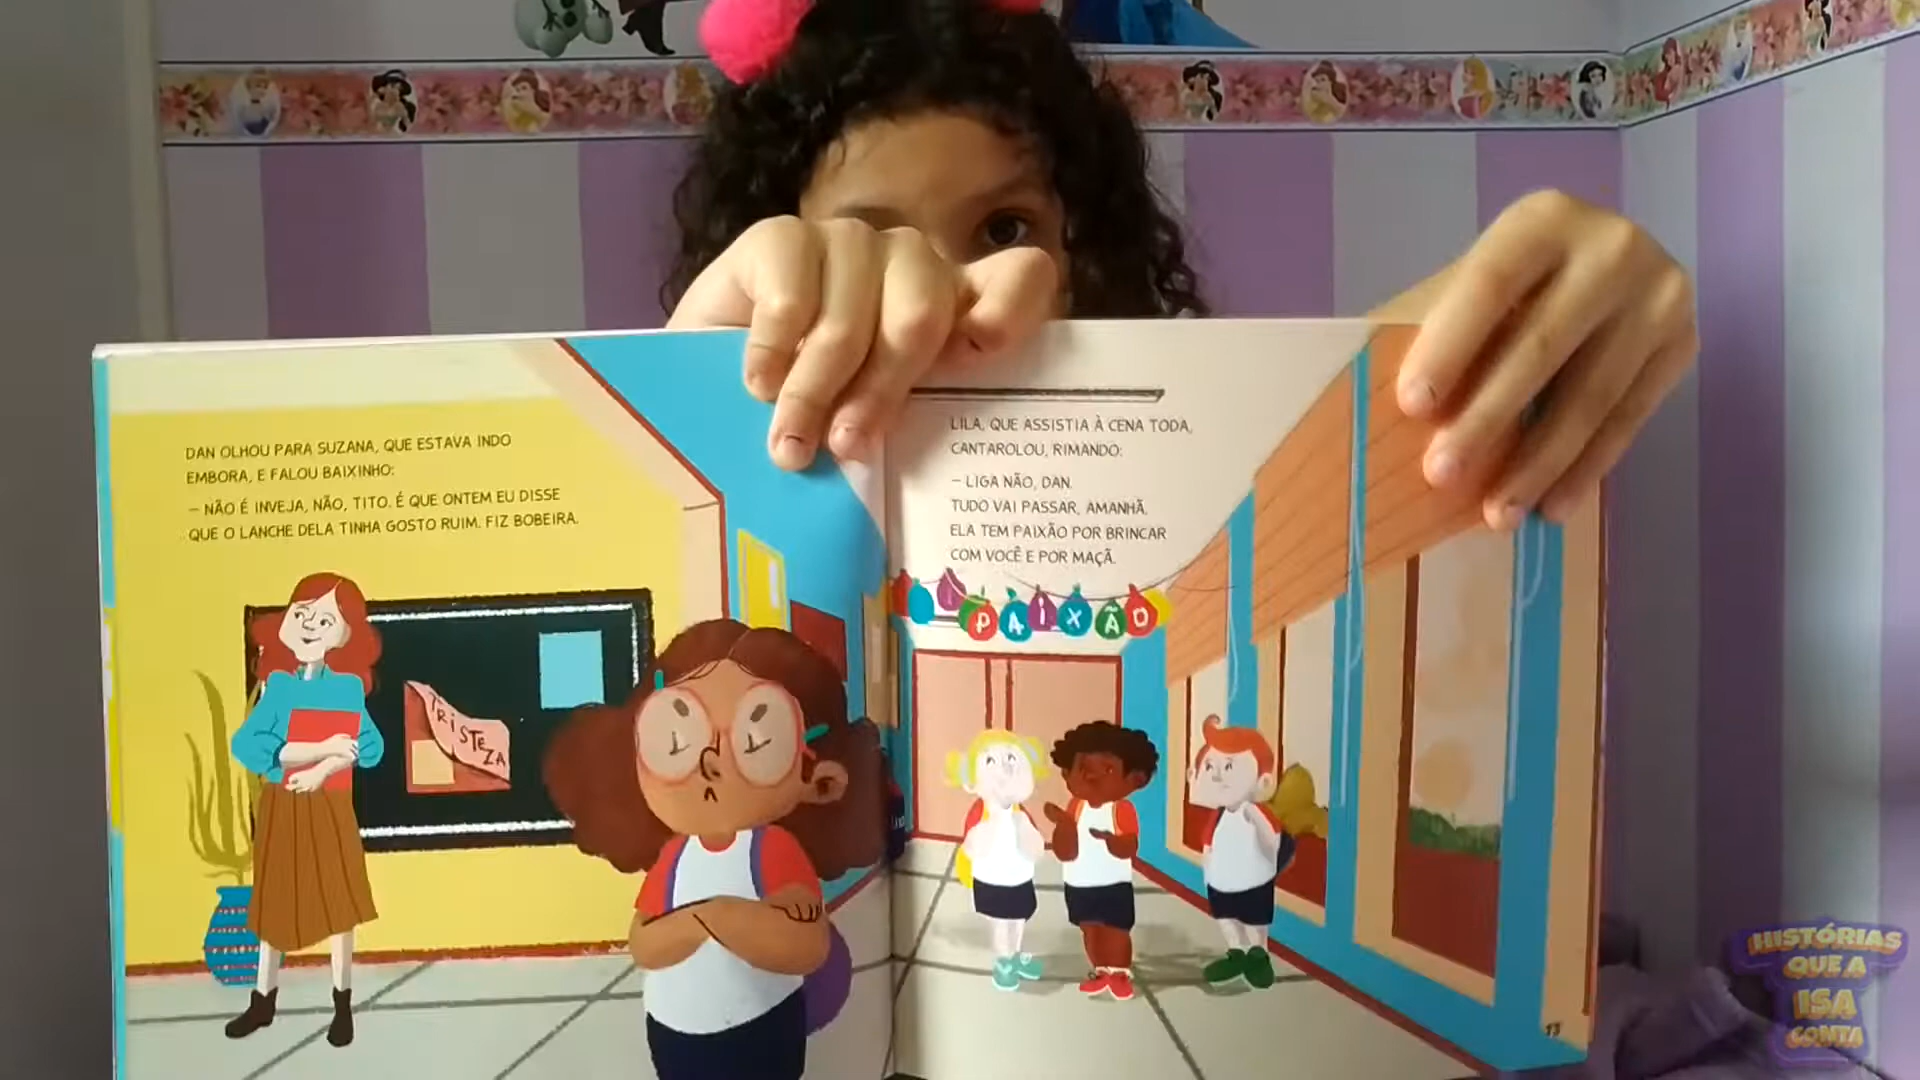 DAN OLHOU PARA SUZANA, QUE ESTAVA INDO
EMBORA, E FALOU BAIXINHO:
– NÃO É INVEJA, NÃO, TITO. É QUE ONTEM EU DISSE
QUE O LANCHE DELA TINHA GOSTO RUIM. FIZ BOBEIRA.
TRISTEZA
LILA, QUE ASSISTIA À CENA TODA,
CANTAROLOU, RIMANDO:
– LIGA NÃO, DAN.
TUDO VAI PASSAR, AMANHÃ.
ELA TEM PAIXÃO POR BRINCAR
COM VOCÊ E POR MAÇÃ.
PAIXÃO
13
HISTÓRIAS
QUE A
ISA
CONTA